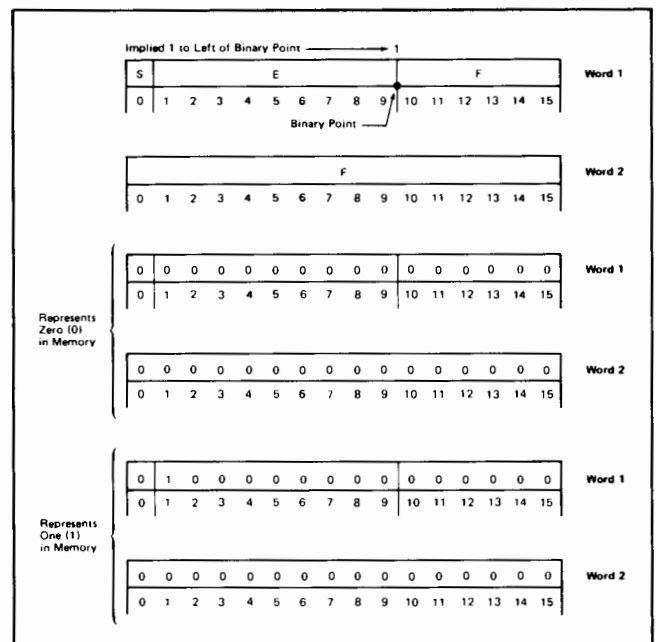 Implied 1 to Left of Binary Point 1
S E F Word 1
0 1 2 3 4 5 6 7 8 9 10 11 12 13 14 15
Binary Point
F Word 2
0 1 2 3 4 5 6 7 8 9 10 11 12 13 14 15
0 0 0 0 0 0 0 0 0 0 0 0 0 0 0 0 Word 1
0 1 2 3 4 5 6 7 8 9 10 11 12 13 14 15
Represents
Zero (0)
in Memory
0 0 0 0 0 0 0 0 0 0 0 0 0 0 0 0 Word 2
0 1 2 3 4 5 6 7 8 9 10 11 12 13 14 15
0 1 0 0 0 0 0 0 0 0 0 0 0 0 0 0 Word 1
0 1 2 3 4 5 6 7 8 9 10 11 12 13 14 15
Represents
One (1)
in Memory
0 0 0 0 0 0 0 0 0 0 0 0 0 0 0 0 Word 2
0 1 2 3 4 5 6 7 8 9 10 11 12 13 14 15